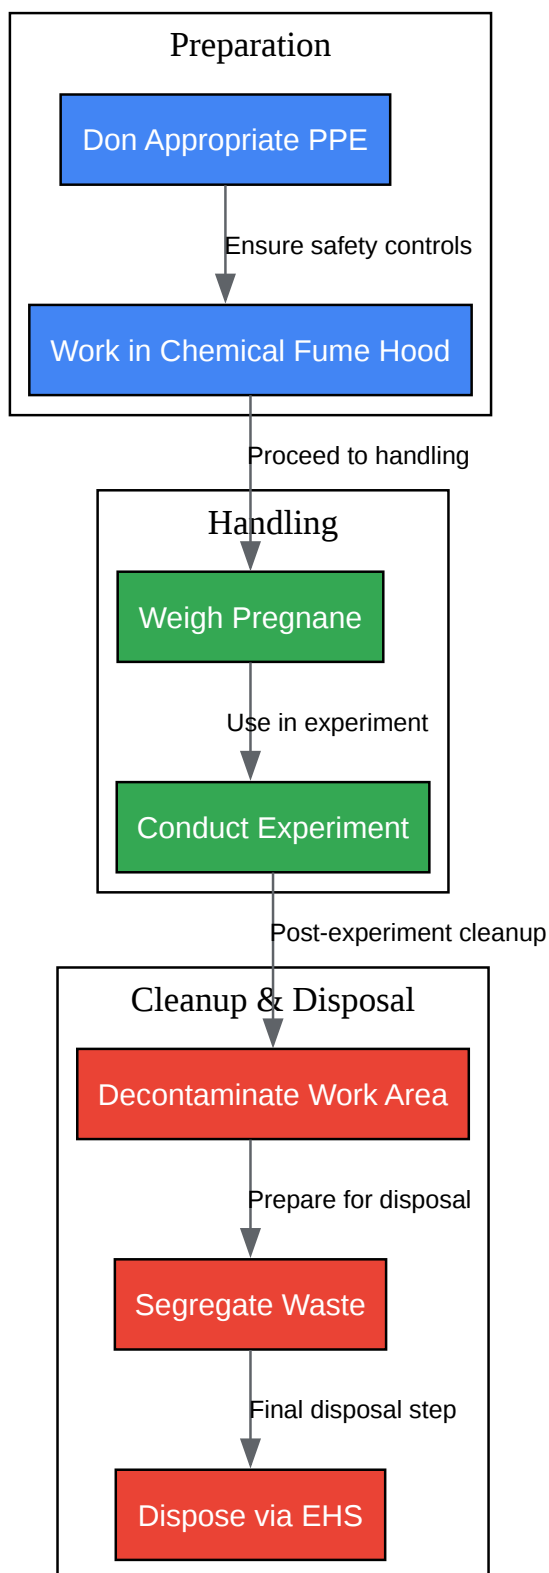 Preparation
Don Appropriate PPE
Ensure safety controls
Work in Chemical Fume Hood
Proceed to handling
Handling
Weigh Pregnane
Use in experiment
Conduct Experiment
Post-experiment cleanup
Cleanup & Disposal
Decontaminate Work Area
Prepare for disposal
Segregate Waste
Final disposal step
Dispose via EHS